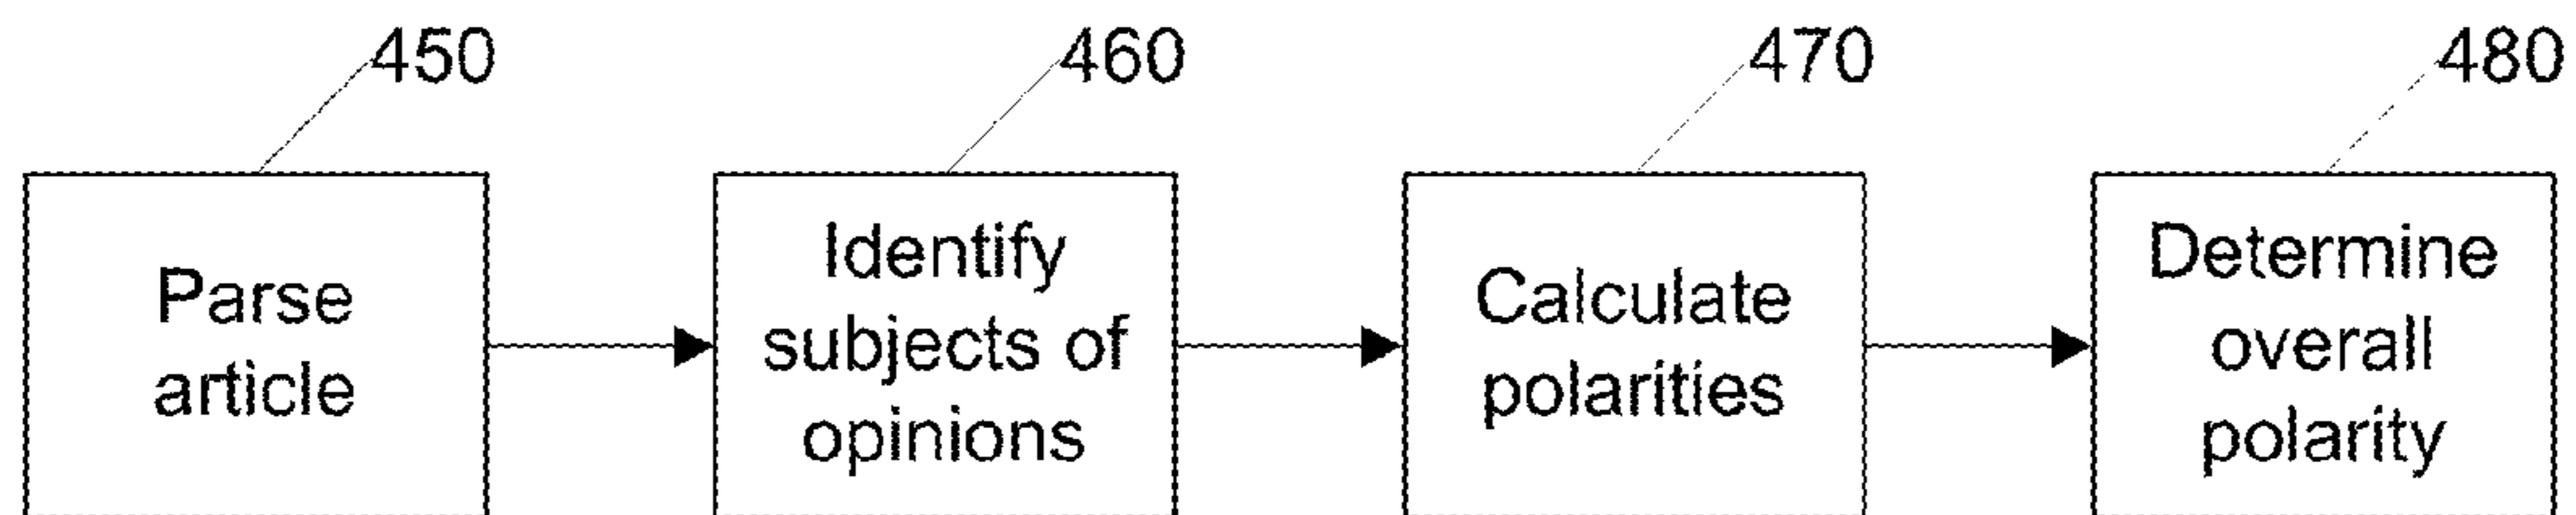 450
460
470
480
Parse
article
Identify
subjects of
opinions
Calculate
polarities
Determine
overall
polarity